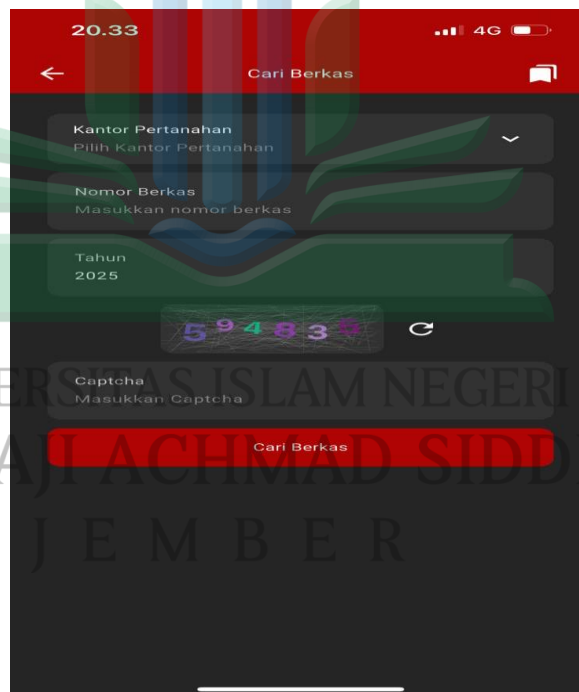 20.33
4G
Cari Berkas
Kantor Pertanahan
Pilih Kantor Pertanahan
Nomor Berkas
Masukkan nomor berkas
Tahun
2025
Captcha
Masukkan Captcha
Cari Berkas
ERSITAS ISLAM NEGERI
AJI ACHMAD SIDD
JEMBER